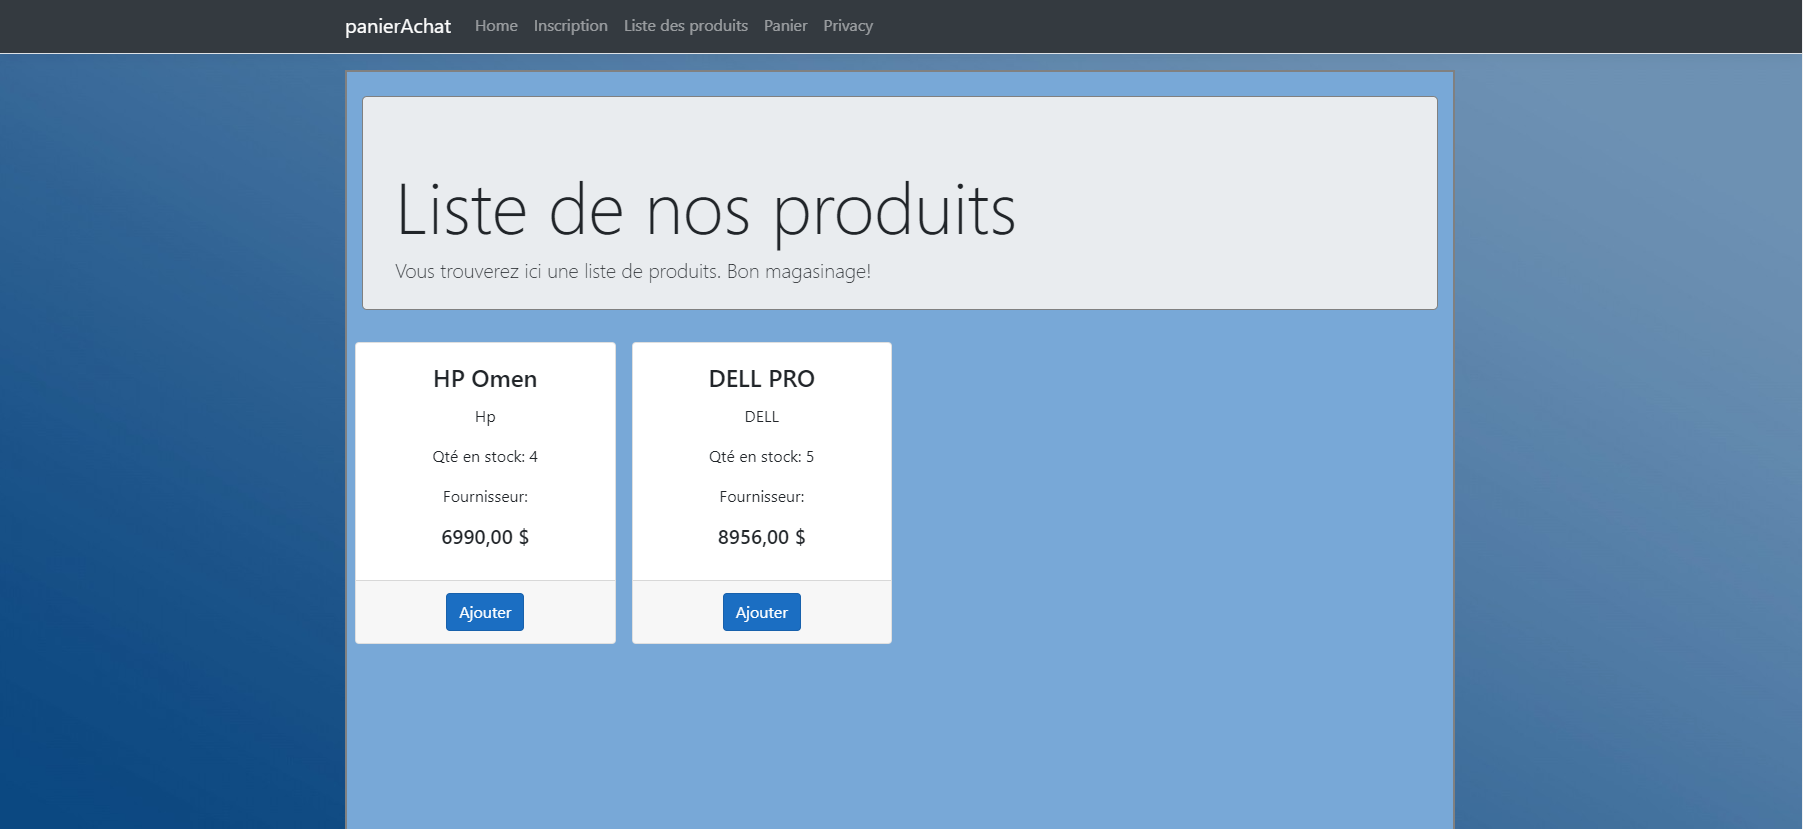 panierAchat Home Inscription Liste des produits Panier Privacy
Liste de nos produits
Vous trouverez ici une liste de produits. Bon magasinage!
HP Omen
Hp
Qté en stock: 4
Fournisseur:
6990,00 $
Ajouter
DELL PRO
DELL
Qté en stock: 5
Fournisseur:
8956,00 $
Ajouter